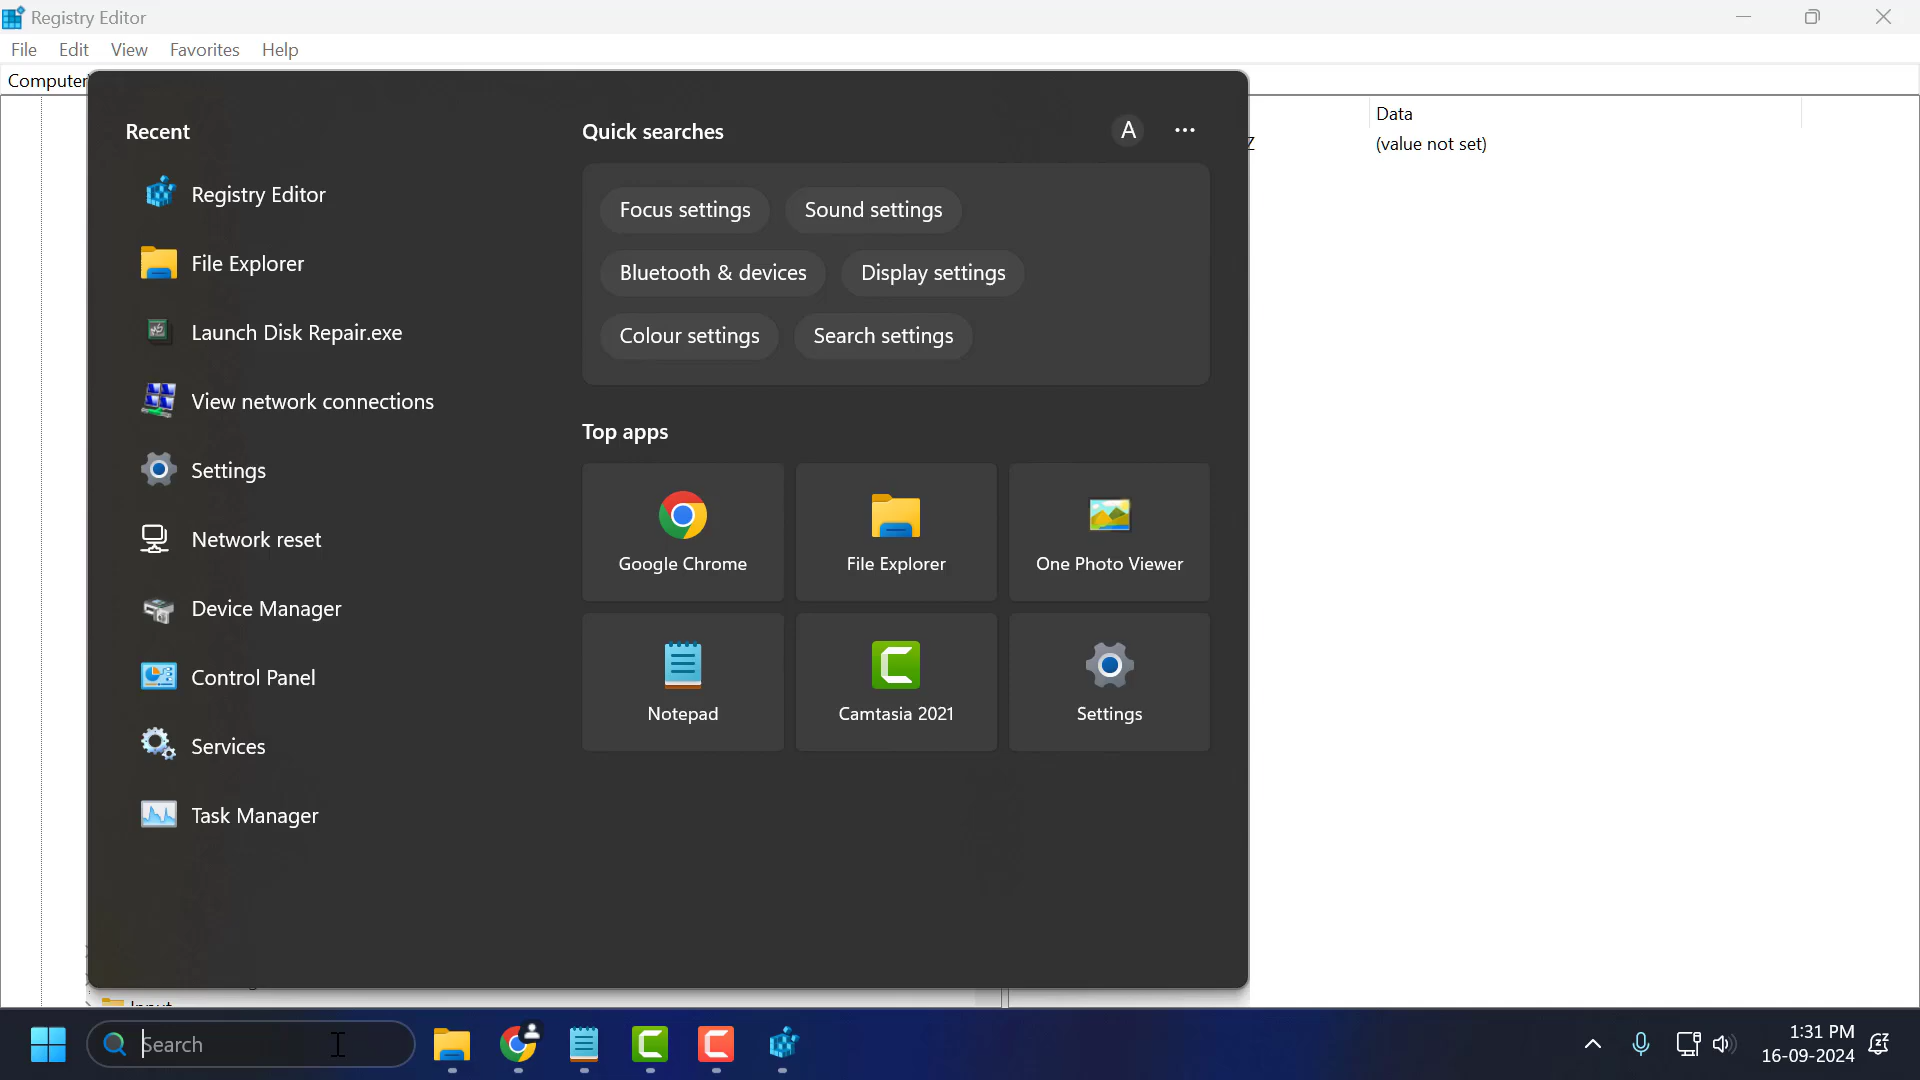 Registry Editor
File Edit View Favorites Help
Computer
Data
(value not set)
Recent
Registry Editor
File Explorer
Launch Disk Repair.exe
View network connections
Settings
Network reset
Device Manager
Control Panel
Services
Task Manager
Quick searches
A
Focus settings Sound settings
Bluetooth & devices Display settings
Colour settings Search settings
Top apps
Google Chrome File Explorer One Photo Viewer
Notepad Camtasia 2021 Settings
Search
1:31 PM
16-09-2024